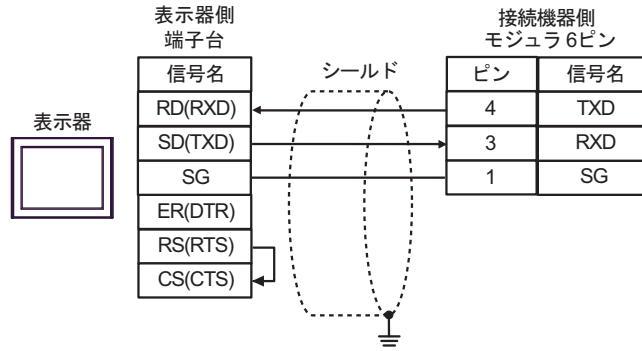 表示器側
端子台
接続機器側
モジュラ 6ピン
信号名
シールド
ピン
信号名
RD(RXD)
4
TXD
表示器
SD(TXD)
3
RXD
SG
1
SG
ER(DTR)
RS(RTS)
CS(CTS)